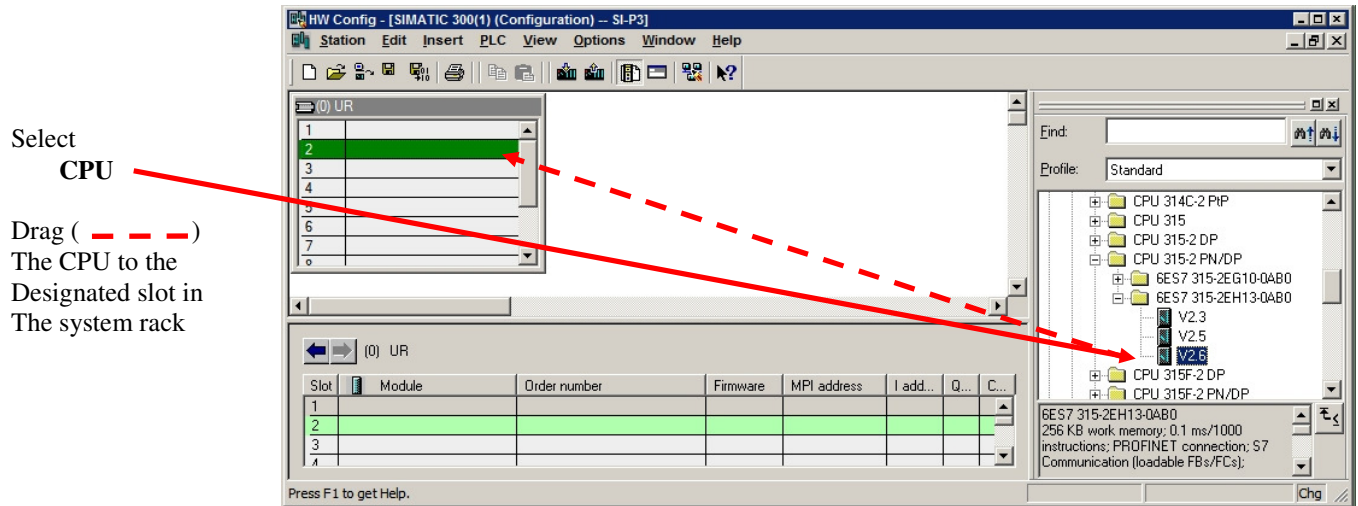 Select
CPU
Drag ( )
The CPU to the
Designated slot in
The system rack
HW Config - [SIMATIC 300(1) (Configuration) -- SI-P3]
Station Edit Insert PLC View Options Window Help
(0) UR
1
2
3
4
5
6
7
8
Find:
Profile: Standard
CPU 314C-2 PtP
CPU 315
CPU 315-2 DP
CPU 315-2 PN/DP
6ES7 315-2EG10-0AB0
6ES7 315-2EH13-0AB0
V2.3
V2.5
V2.6
CPU 315F-2 DP
CPU 315F-2 PN/DP
6ES7 315-2EH13-0AB0
256 KB work memory; 0.1 ms/1000
instructions; PROFINET connection; S7
Communication (loadable FBs/FCs);
(0) UR
Slot Module Order number Firmware MPI address I add... Q... C...
1
2
3
4
Press F1 to get Help.
Chg